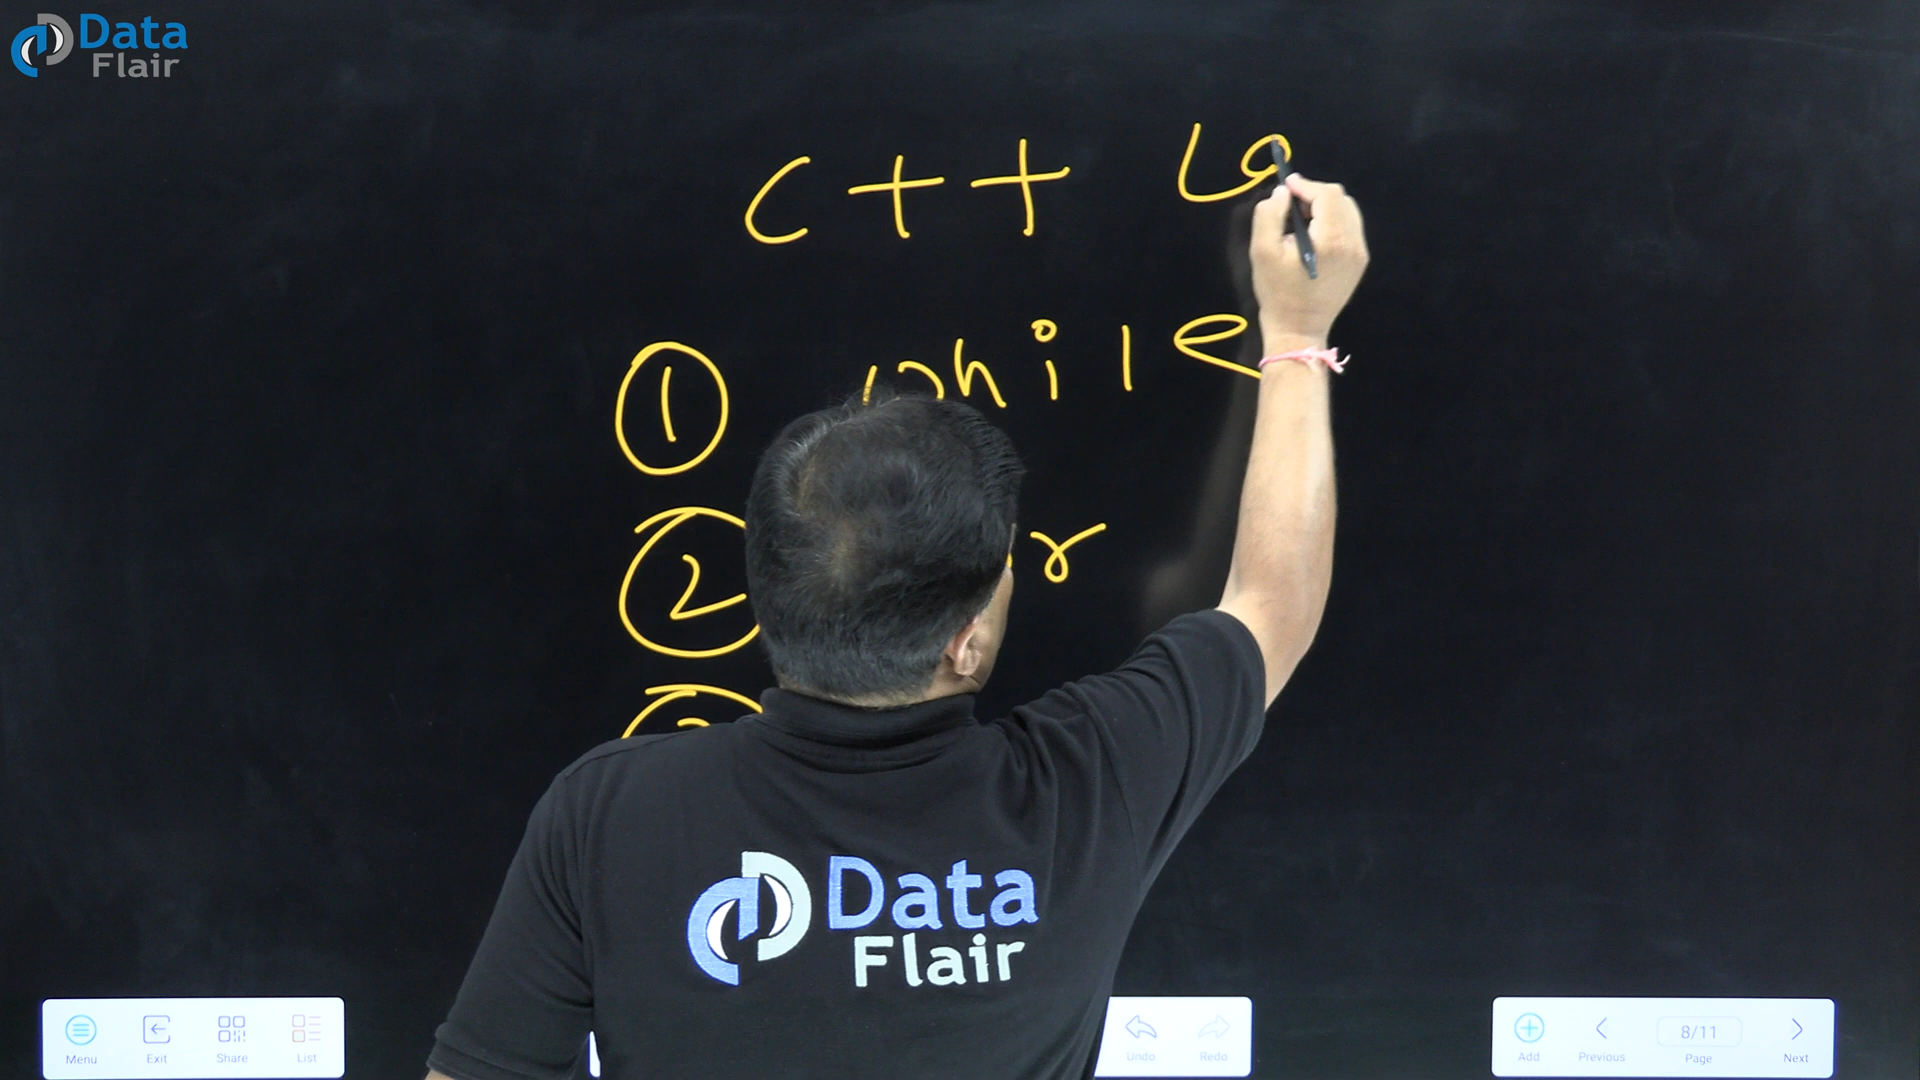 Data
Flair
C++
① while
②
Data
Flair
Menu Exit Share List Undo Redo Add Previous 8/11 Page Next